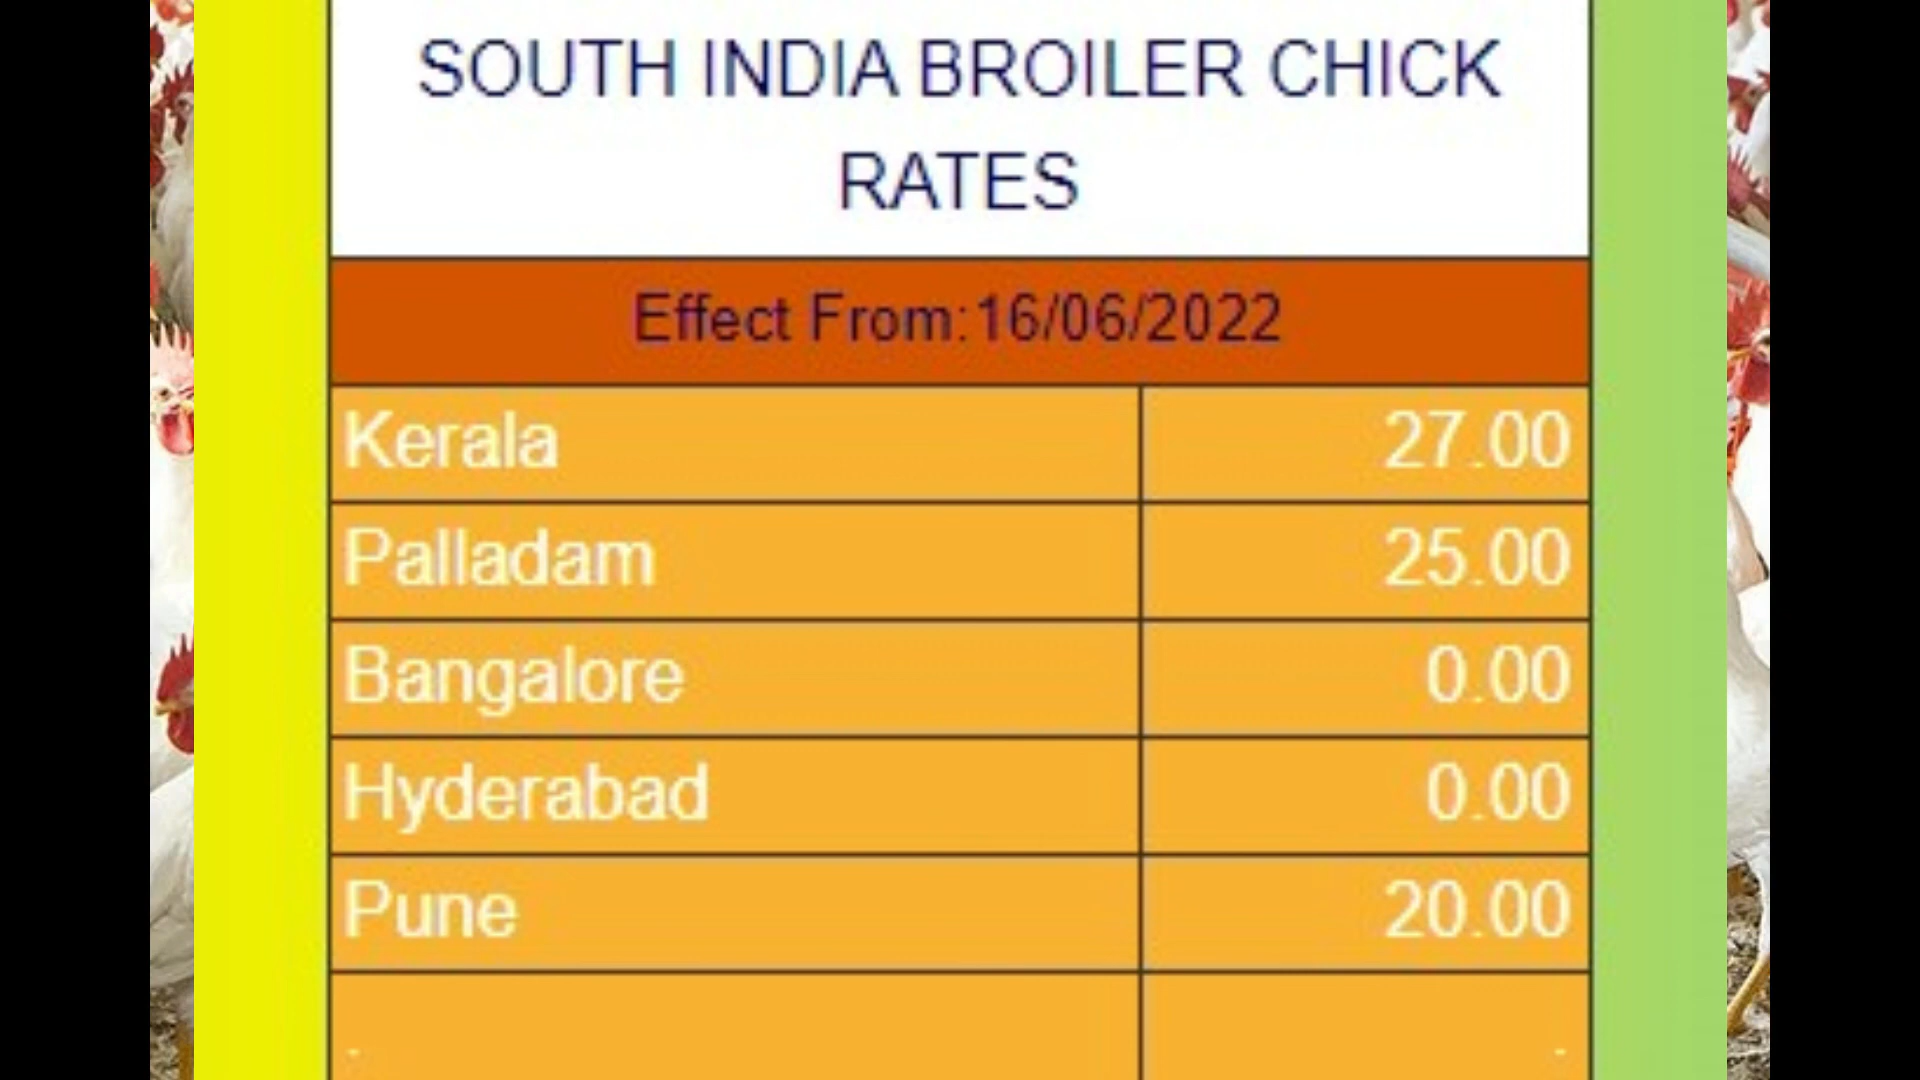 SOUTH INDIA BROILER CHICK
RATES
Effect From:16/06/2022
Kerala 27.00
Palladam 25.00
Bangalore 0.00
Hyderabad 0.00
Pune 20.00
- -